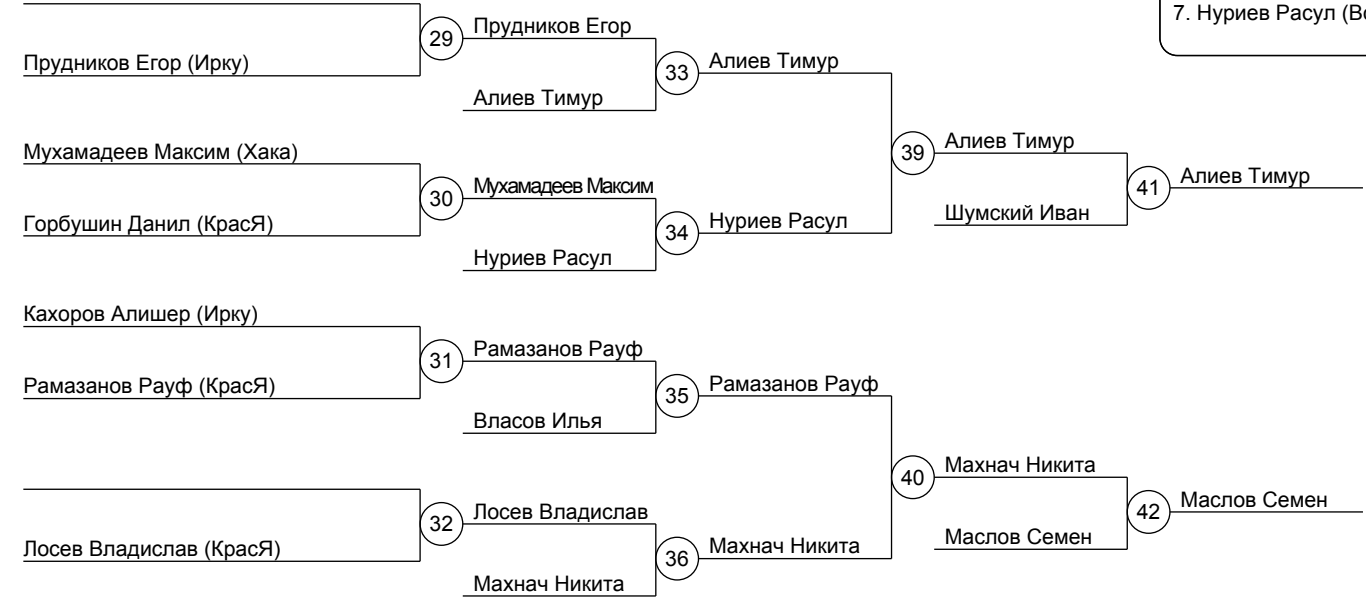 7. Нуриев Расул
29
Прудников Егор
Прудников Егор (Ирку)
33
Алиев Тимур
Алиев Тимур
Мухамадеев Максим (Хака)
39
Алиев Тимур
30
Мухамадеев Максим
41
Алиев Тимур
Горбушин Данил (КрасЯ)
34
Нуриев Расул
Шумский Иван
Нуриев Расул
Кахоров Алишер (Ирку)
31
Рамазанов Рауф
Рамазанов Рауф (КрасЯ)
35
Рамазанов Рауф
Власов Илья
40
Махнач Никита
32
Лосев Владислав
42
Маслов Семен
Лосев Владислав (КрасЯ)
36
Махнач Никита
Маслов Семен
Махнач Никита